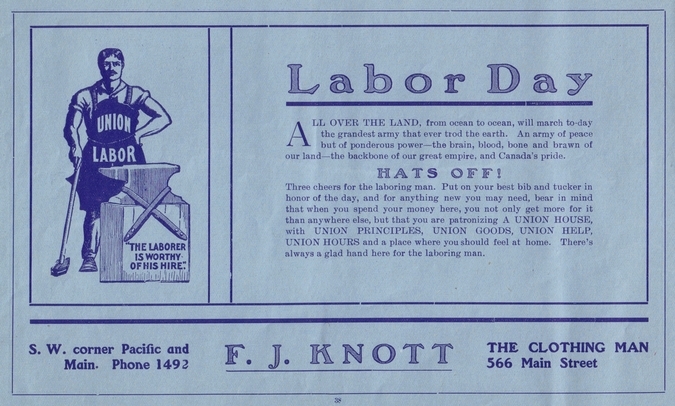 UNION
LABOR
"THE LABORER
IS WORTHY
OF HIS HIRE."
Labor Day
ALL OVER THE LAND, from ocean to ocean, will march to-day
the grandest army that ever trod the earth. An army of peace
but of ponderous power—the brain, blood, bone and brawn of
our land—the backbone of our great empire, and Canada's pride.
HATS OFF!
Three cheers for the laboring man. Put on your best bib and tucker in
honor of the day, and for anything new you may need, bear in mind
that when you spend your money here, you not only get more for it
than anywhere else, but that you are patronizing A UNION HOUSE,
with UNION PRINCIPLES, UNION GOODS, UNION HELP,
UNION HOURS and a place where you should feel at home. There's
always a glad hand here for the laboring man.
S. W. corner Pacific and
Main. Phone 1492
F. J. KNOTT
THE CLOTHING MAN
566 Main Street
38